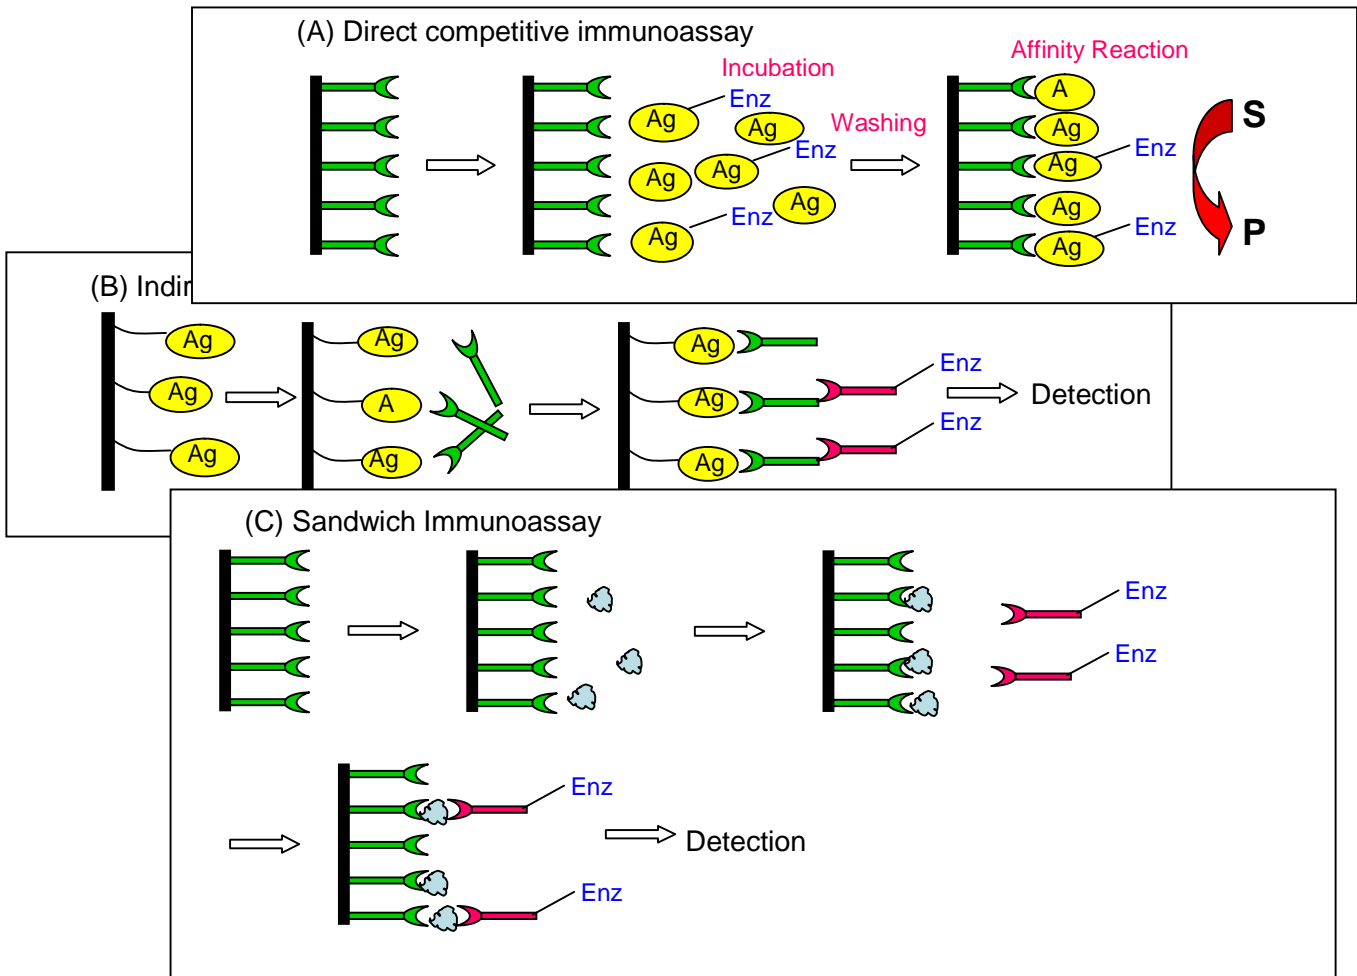 (A) Direct competitive immunoassay
Incubation
Affinity Reaction
Enz
Ag
Ag
Enz
Ag
Ag
Enz
Ag
Ag
Washing
A
Ag
Enz
Ag
Ag
Enz
Ag
S
P
(B) Indir
Ag
Ag
Ag
Ag
A
Ag
Ag
Ag
Ag
Enz
Enz
Detection
(C) Sandwich Immunoassay
Enz
Enz
Enz
Enz
Detection